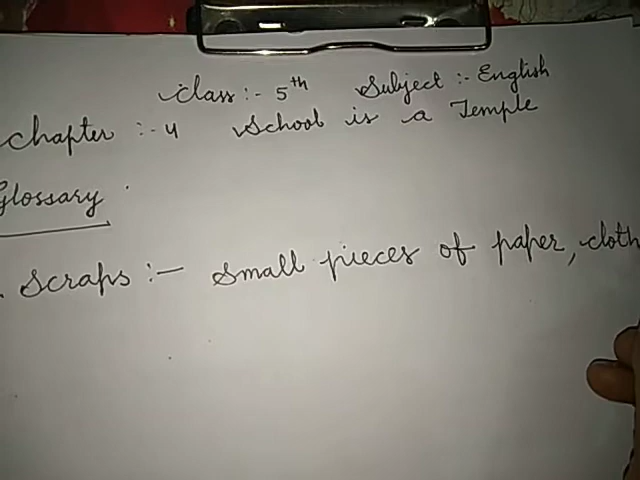 Class :- 5th Subject :- English
Chapter :- 4 School is a Temple
Glossary
. Scraps :- Small pieces of paper, cloth